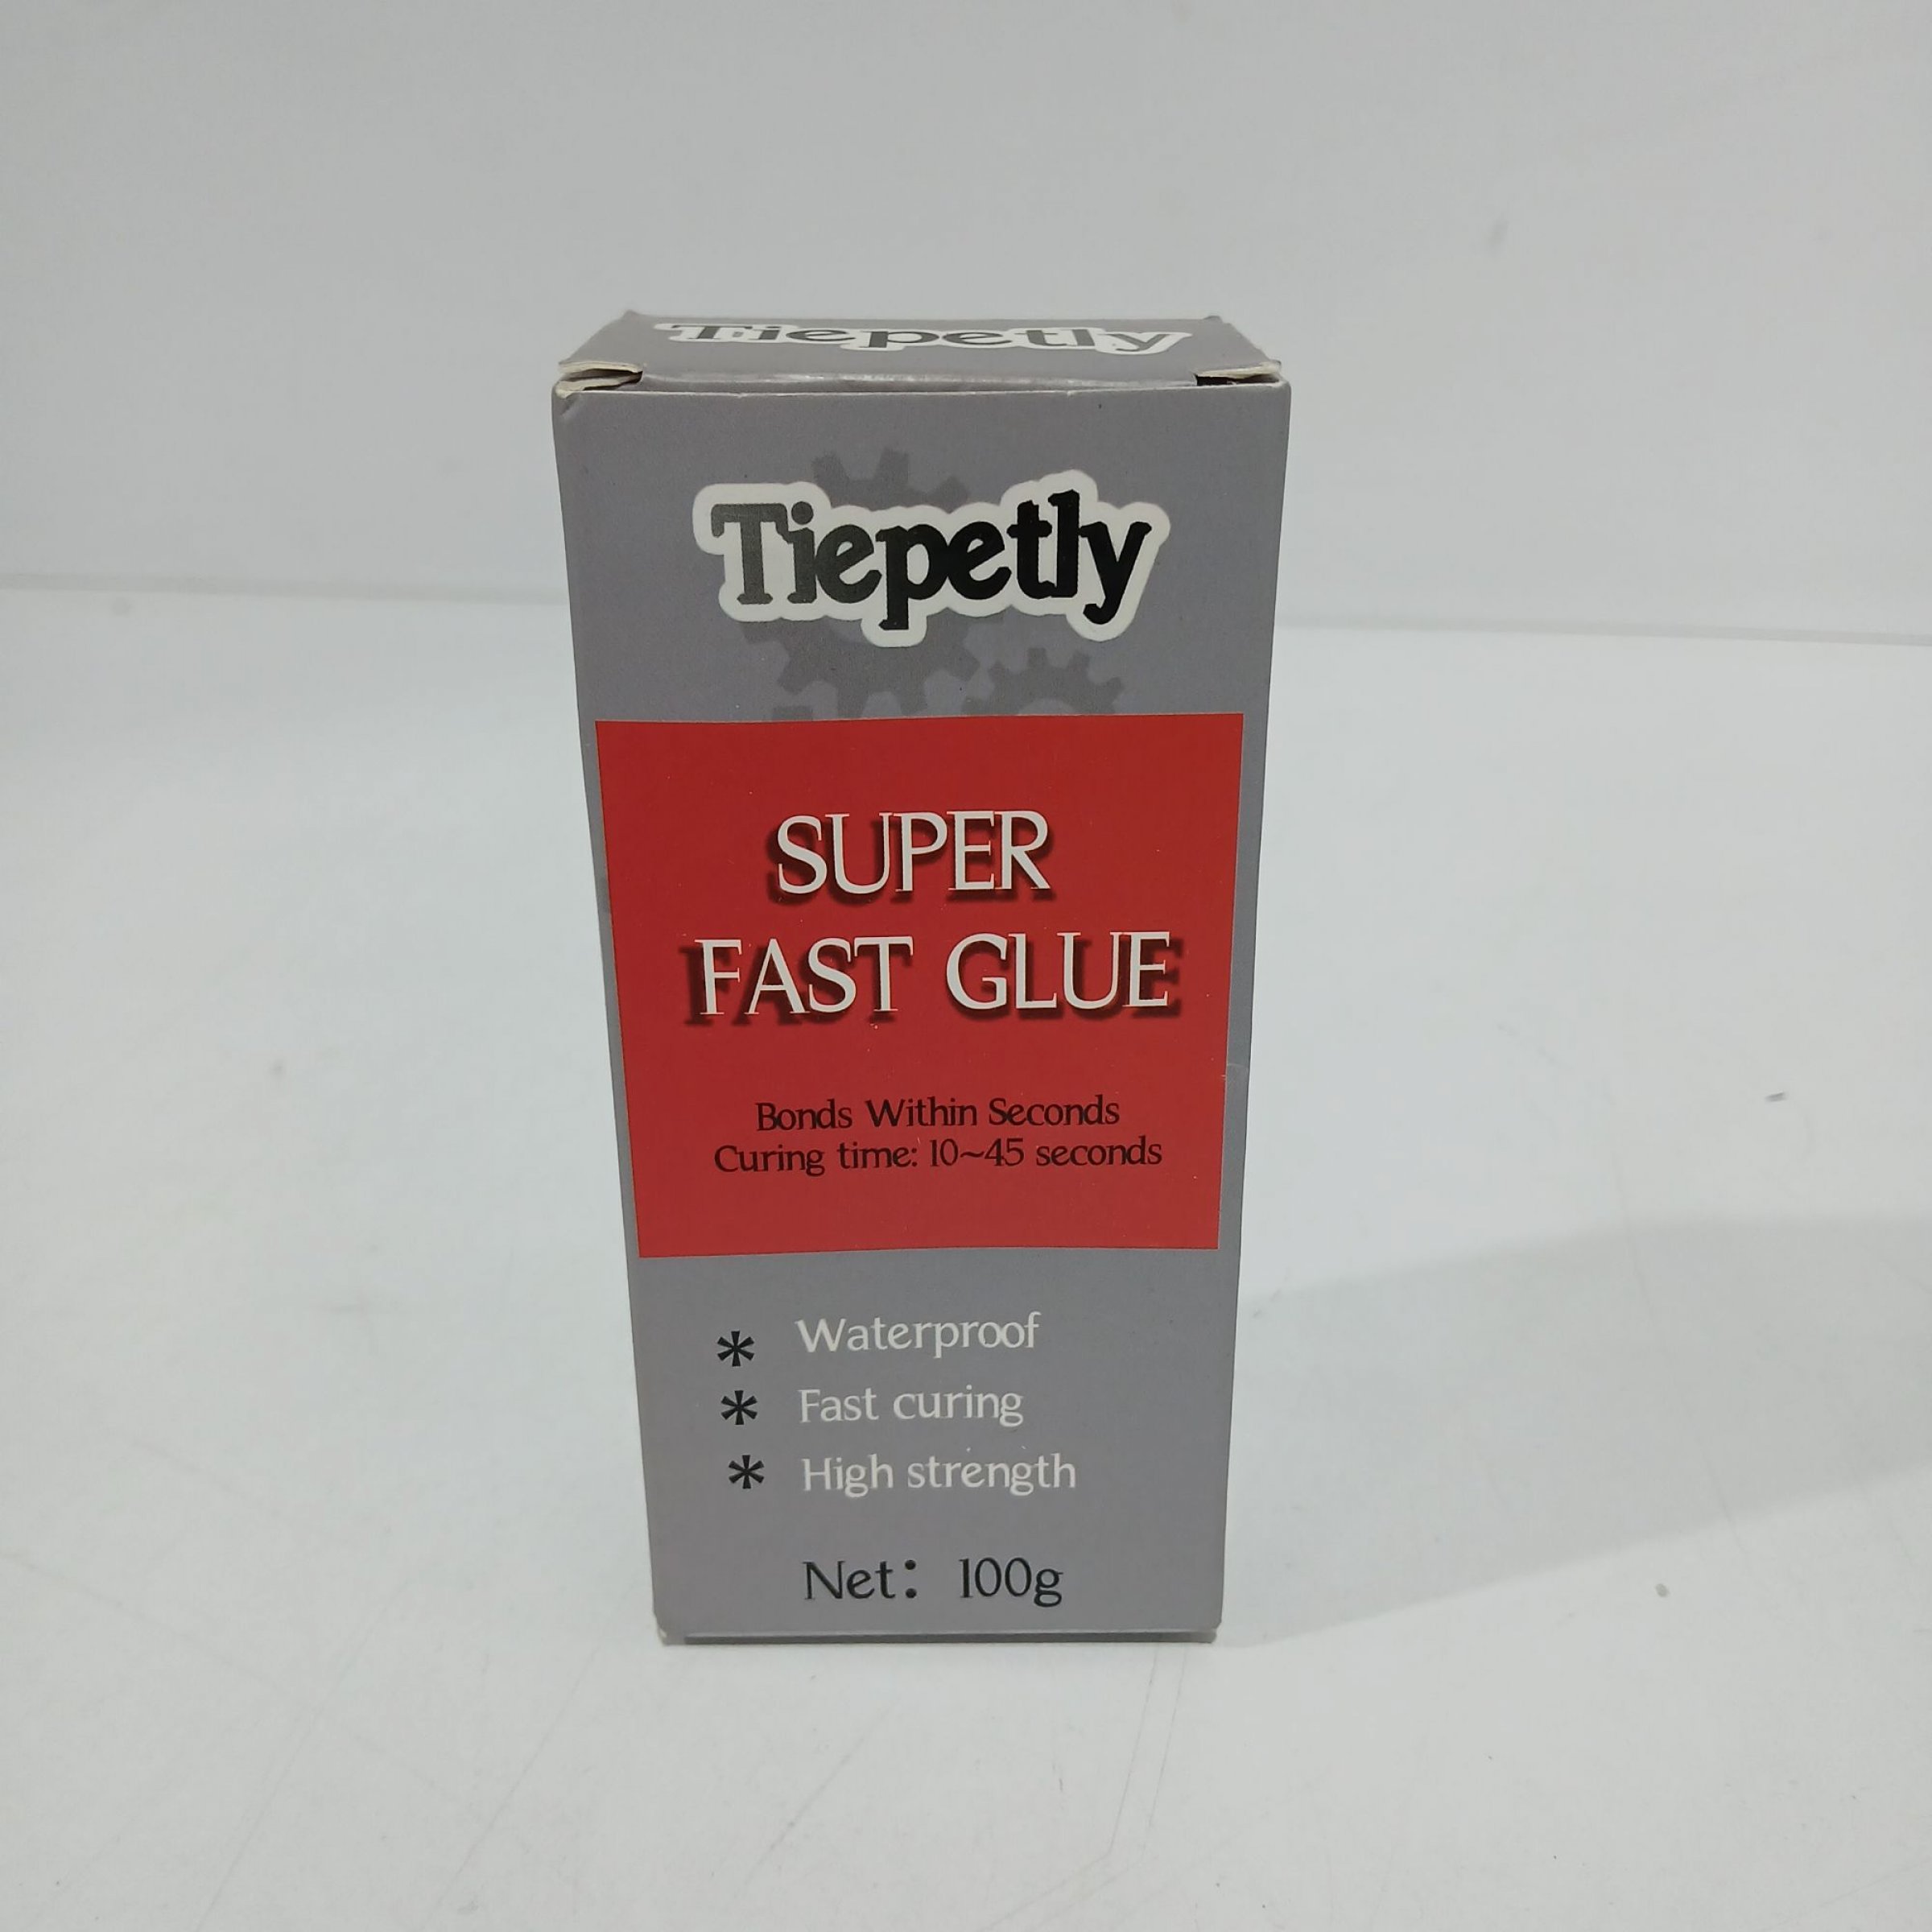 Tiepetly
Tiepetly
SUPER
FAST GLUE
Bonds Within Seconds
Curing time: 10~45 seconds
* Waterproof
* Fast curing
* High strength
Net: 100g